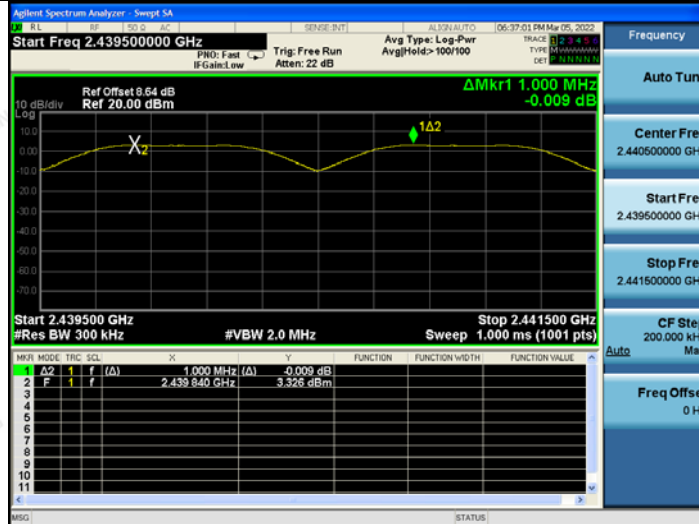 Agilent Spectrum Analyzer - Swept SA
RL RF 50 Ω AC SENSE:INT ALIGNAUTO 06:37:01 PM Mar 05, 2022
Start Freq 2.439500000 GHz
PNO: Fast
IFGain:Low
Trig: Free Run
Atten: 22 dB
Avg Type: Log-Pwr
Avg|Hold:> 100/100
TRACE 1 2 3 4 5 6
TYPE M
DET P N N N N N
Frequency
Auto Tun
Center Fre
2.440500000 GH
Start Fre
2.439500000 GH
Stop Fre
2.441500000 GH
CF Ste
200.000 kH
Auto Ma
Freq Offse
0 H
ΔMkr1 1.000 MHz
-0.009 dB
Ref Offset 8.64 dB
10 dB/div Ref 20.00 dBm
Log
10.0
0.00
-10.0
-20.0
-30.0
-40.0
-50.0
-60.0
-70.0
X2
1Δ2
Start 2.439500 GHz Stop 2.441500 GHz
#Res BW 300 kHz #VBW 2.0 MHz Sweep 1.000 ms (1001 pts)
MKR MODE TRC SCL X Y FUNCTION FUNCTION WIDTH FUNCTION VALUE
1 Δ2 1 f (Δ) 1.000 MHz (Δ) -0.009 dB
2 F 1 f 2.439 840 GHz 3.326 dBm
3
4
5
6
7
8
9
10
11
MSG STATUS